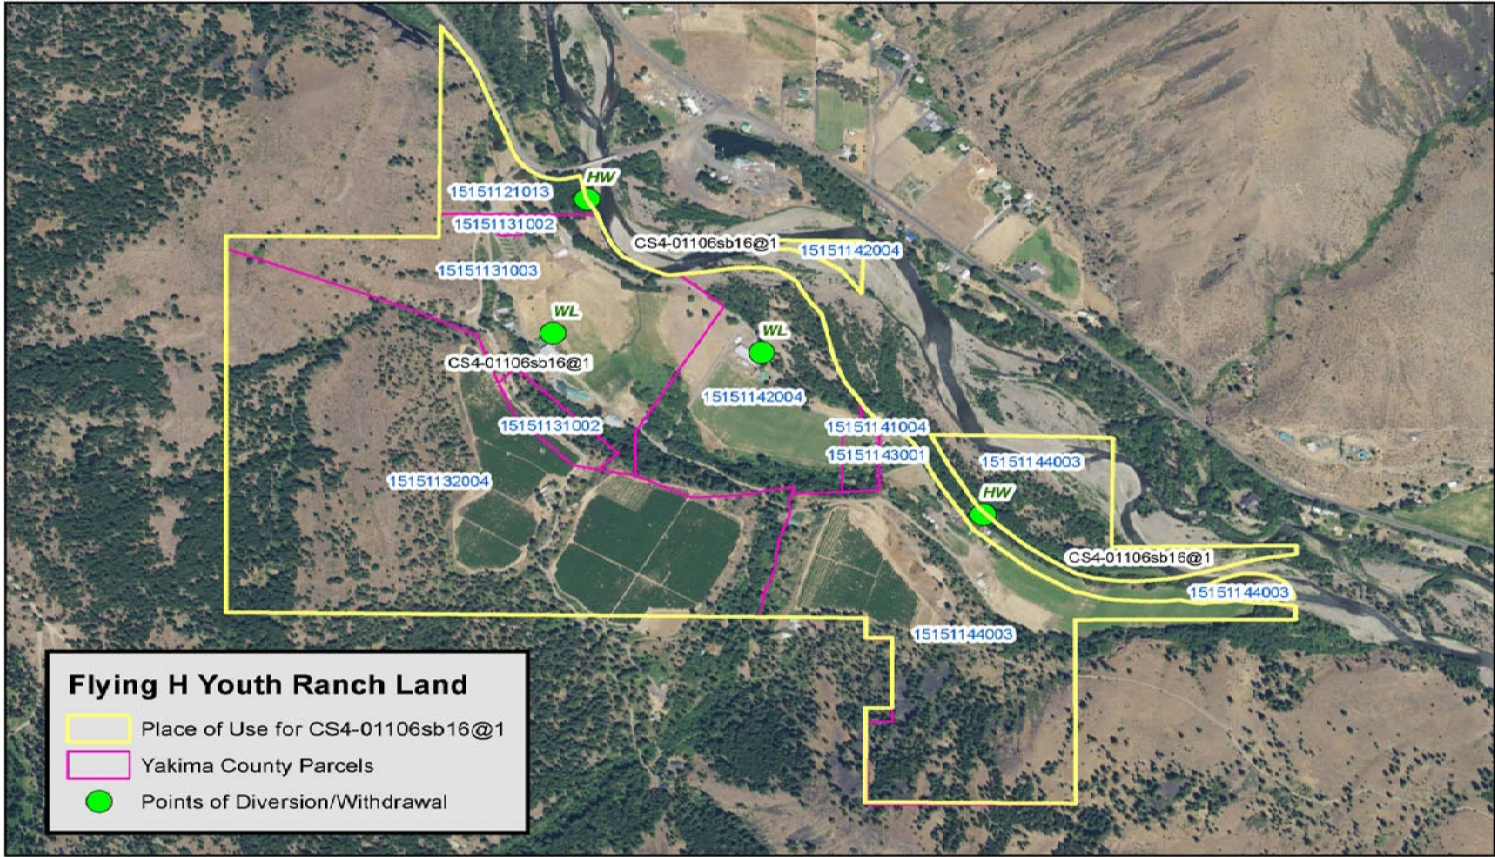 HW
15151121013
15151131002
CS4-01106sb16@1
15151142004
15151131003
WL
WL
CS4-01106sb16@1
15151142004
15151131002
15151141004
15151143001
15151144003
15151132004
HW
CS4-01106sb16@1
15151144003
15151144003
Flying H Youth Ranch Land
Place of Use for CS4-01106sb16@1
Yakima County Parcels
Points of Diversion/Withdrawal